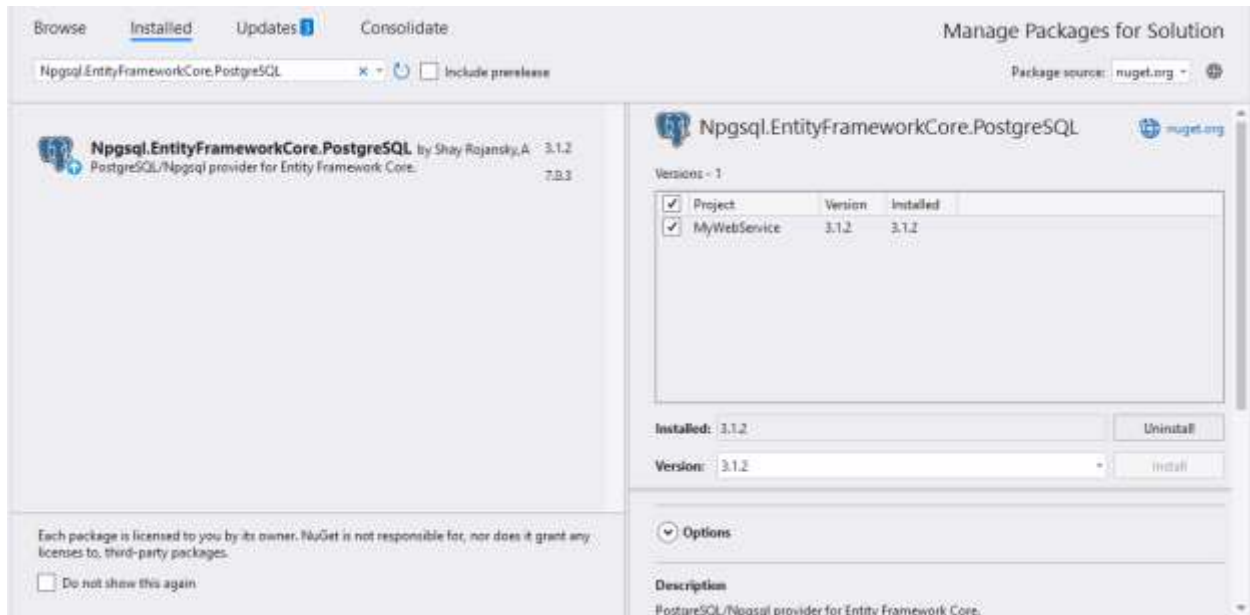 Browse Installed Updates 3 Consolidate
Manage Packages for Solution
Npgsql.EntityFrameworkCore.PostgreSQL
Include prerelease
Package source: nuget.org
Npgsql.EntityFrameworkCore.PostgreSQL by Shay Rojansky,A 3.1.2
PostgreSQL/Npgsql provider for Entity Framework Core.
Npgsql.EntityFrameworkCore.PostgreSQL
nuget.org
Versions - 1
Project Version Installed
MyWebService 3.1.2 3.1.2
Installed: 3.1.2 Uninstall
Version: 3.1.2 Install
Options
Description
PostgreSQL/Npgsql provider for Entity Framework Core.
Each package is licensed to you by its owner. NuGet is not responsible for, nor does it grant any
licenses to, third-party packages.
Do not show this again